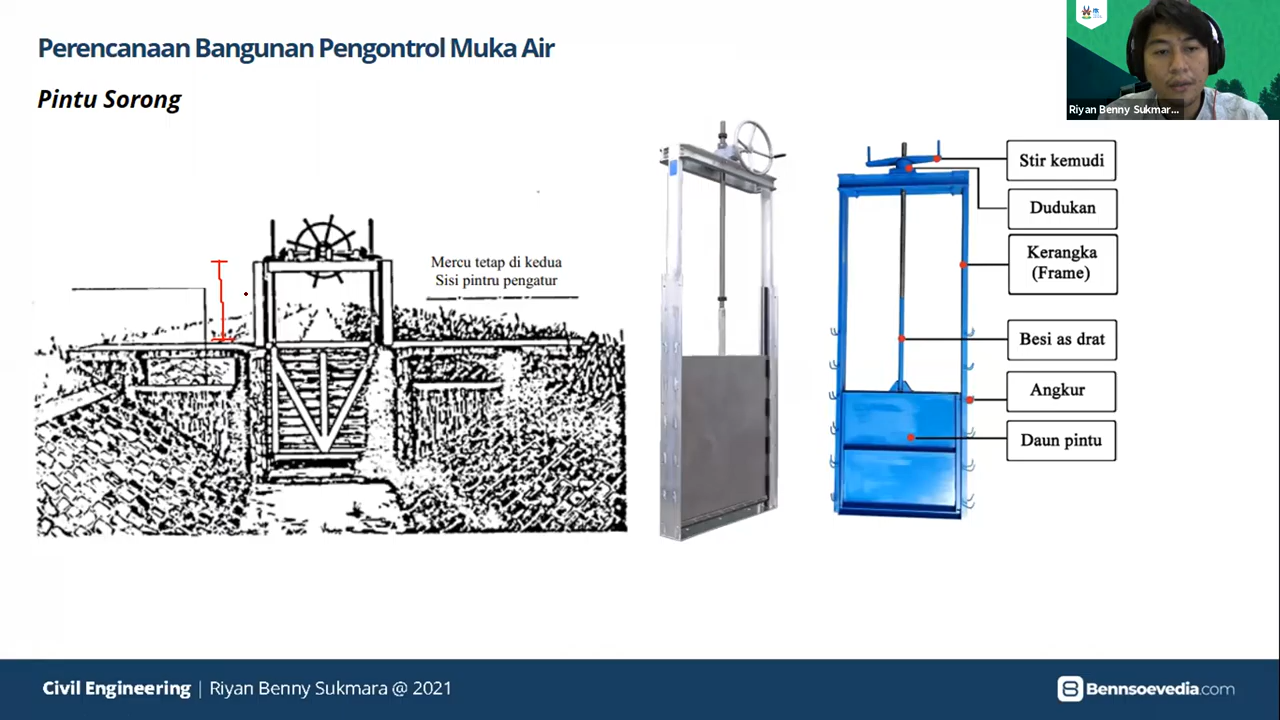 Perencanaan Bangunan Pengontrol Muka Air
Pintu Sorong
Riyan Benny Sukmar...
Mercu tetap di kedua
Sisi pintru pengatur
Stir kemudi
Dudukan
Kerangka
(Frame)
Besi as drat
Angkur
Daun pintu
Civil Engineering | Riyan Benny Sukmara @ 2021
Bennsoevedia.com